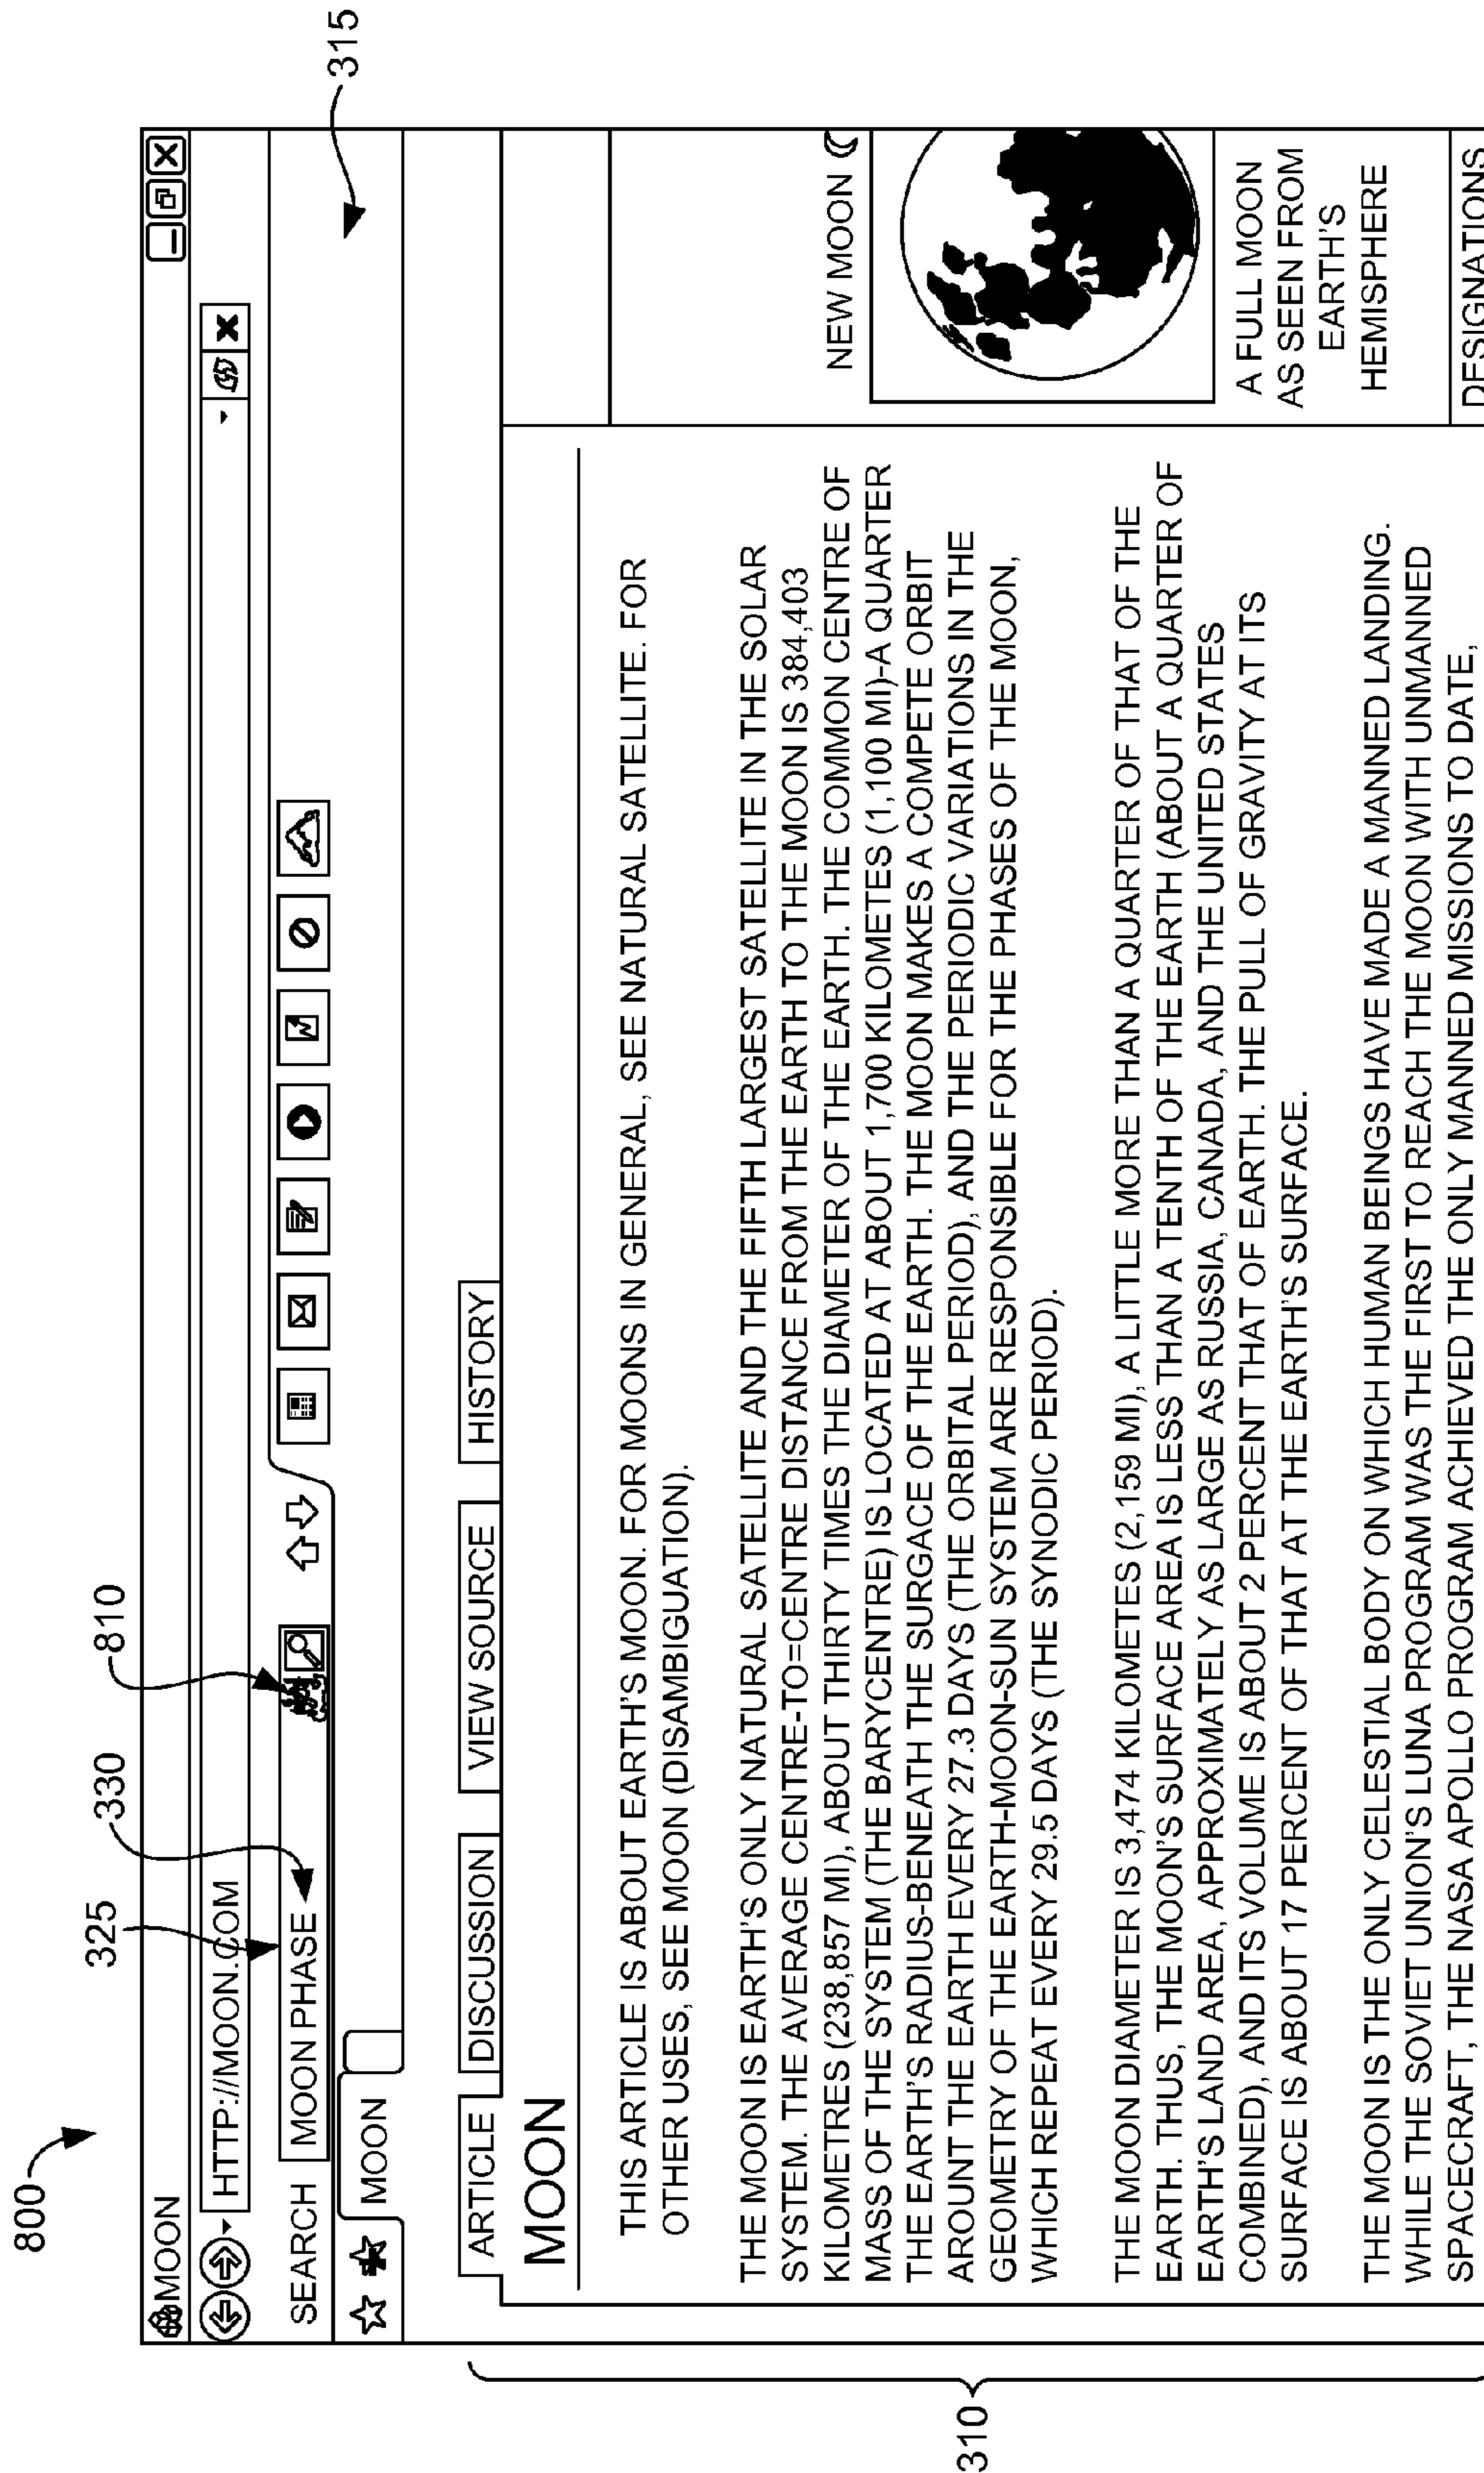 800
325
330
810
315
MOON
HTTP://MOON.COM
SEARCH MOON PHASE
MOON
ARTICLE DISCUSSION VIEW SOURCE HISTORY
MOON
THIS ARTICLE IS ABOUT EARTH'S MOON. FOR MOONS IN GENERAL, SEE NATURAL SATELLITE. FOR
OTHER USES, SEE MOON (DISAMBIGUATION).
THE MOON IS EARTH'S ONLY NATURAL SATELLITE AND THE FIFTH LARGEST SATELLITE IN THE SOLAR
SYSTEM. THE AVERAGE CENTRE-TO=CENTRE DISTANCE FROM THE EARTH TO THE MOON IS 384,403
KILOMETRES (238,857 MI), ABOUT THIRTY TIMES THE DIAMETER OF THE EARTH. THE COMMON CENTRE OF
MASS OF THE SYSTEM (THE BARYCENTRE) IS LOCATED AT ABOUT 1,700 KILOMETES (1,100 MI)-A QUARTER
THE EARTH'S RADIUS-BENEATH THE SURGACE OF THE EARTH. THE MOON MAKES A COMPETE ORBIT
AROUNT THE EARTH EVERY 27.3 DAYS (THE ORBITAL PERIOD), AND THE PERIODIC VARIATIONS IN THE
GEOMETRY OF THE EARTH-MOON-SUN SYSTEM ARE RESPONSIBLE FOR THE PHASES OF THE MOON,
WHICH REPEAT EVERY 29.5 DAYS (THE SYNODIC PERIOD).
THE MOON DIAMETER IS 3,474 KILOMETES (2,159 MI), A LITTLE MORE THAN A QUARTER OF THAT OF THE
EARTH. THUS, THE MOON'S SURFACE AREA IS LESS THAN A TENTH OF THE EARTH (ABOUT A QUARTER OF
EARTH'S LAND AREA, APPROXIMATELY AS LARGE AS RUSSIA, CANADA, AND THE UNITED STATES
COMBINED), AND ITS VOLUME IS ABOUT 2 PERCENT THAT OF EARTH. THE PULL OF GRAVITY AT ITS
SURFACE IS ABOUT 17 PERCENT OF THAT AT THE EARTH'S SURFACE.
THE MOON IS THE ONLY CELESTIAL BODY ON WHICH HUMAN BEINGS HAVE MADE A MANNED LANDING.
WHILE THE SOVIET UNION'S LUNA PROGRAM WAS THE FIRST TO REACH THE MOON WITH UNMANNED
SPACECRAFT, THE NASA APOLLO PROGRAM ACHIEVED THE ONLY MANNED MISSIONS TO DATE,
NEW MOON
A FULL MOON
AS SEEN FROM
EARTH'S
HEMISPHERE
DESIGNATIONS
310